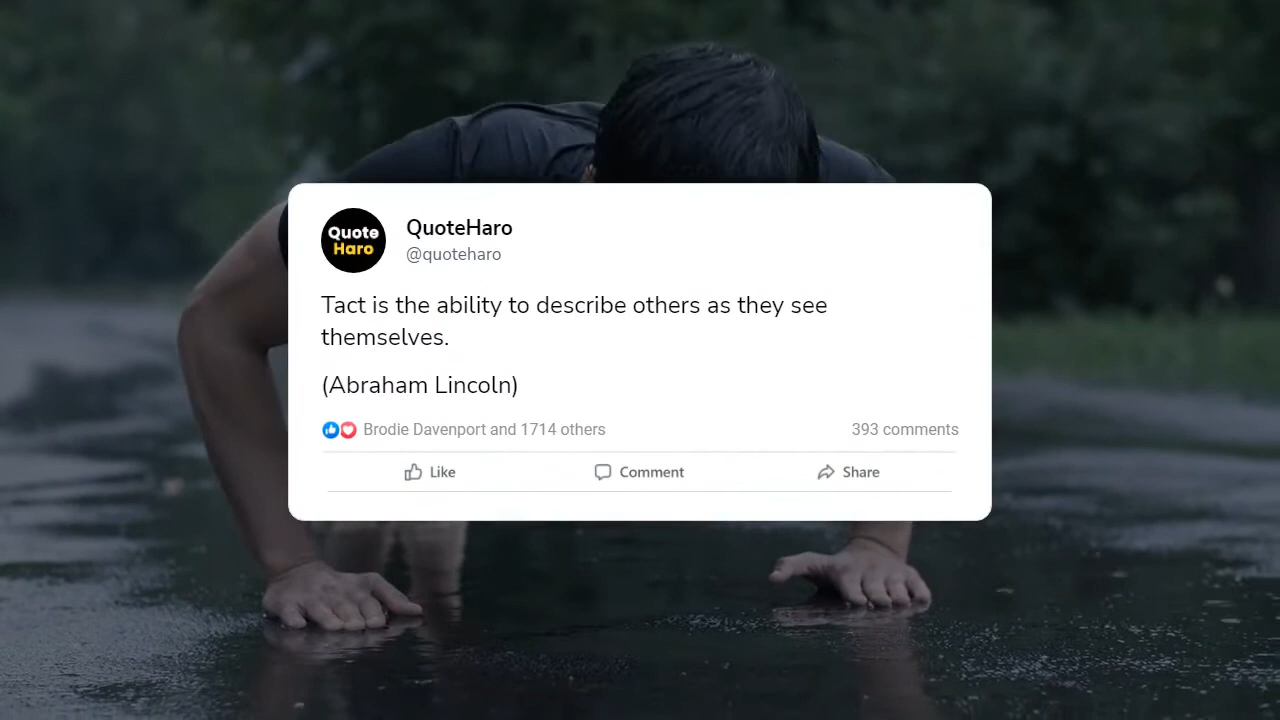 Quote
Haro
QuoteHaro
@quoteharo
Tact is the ability to describe others as they see
themselves.
(Abraham Lincoln)
Brodie Davenport and 1714 others
393 comments
Like
Comment
Share